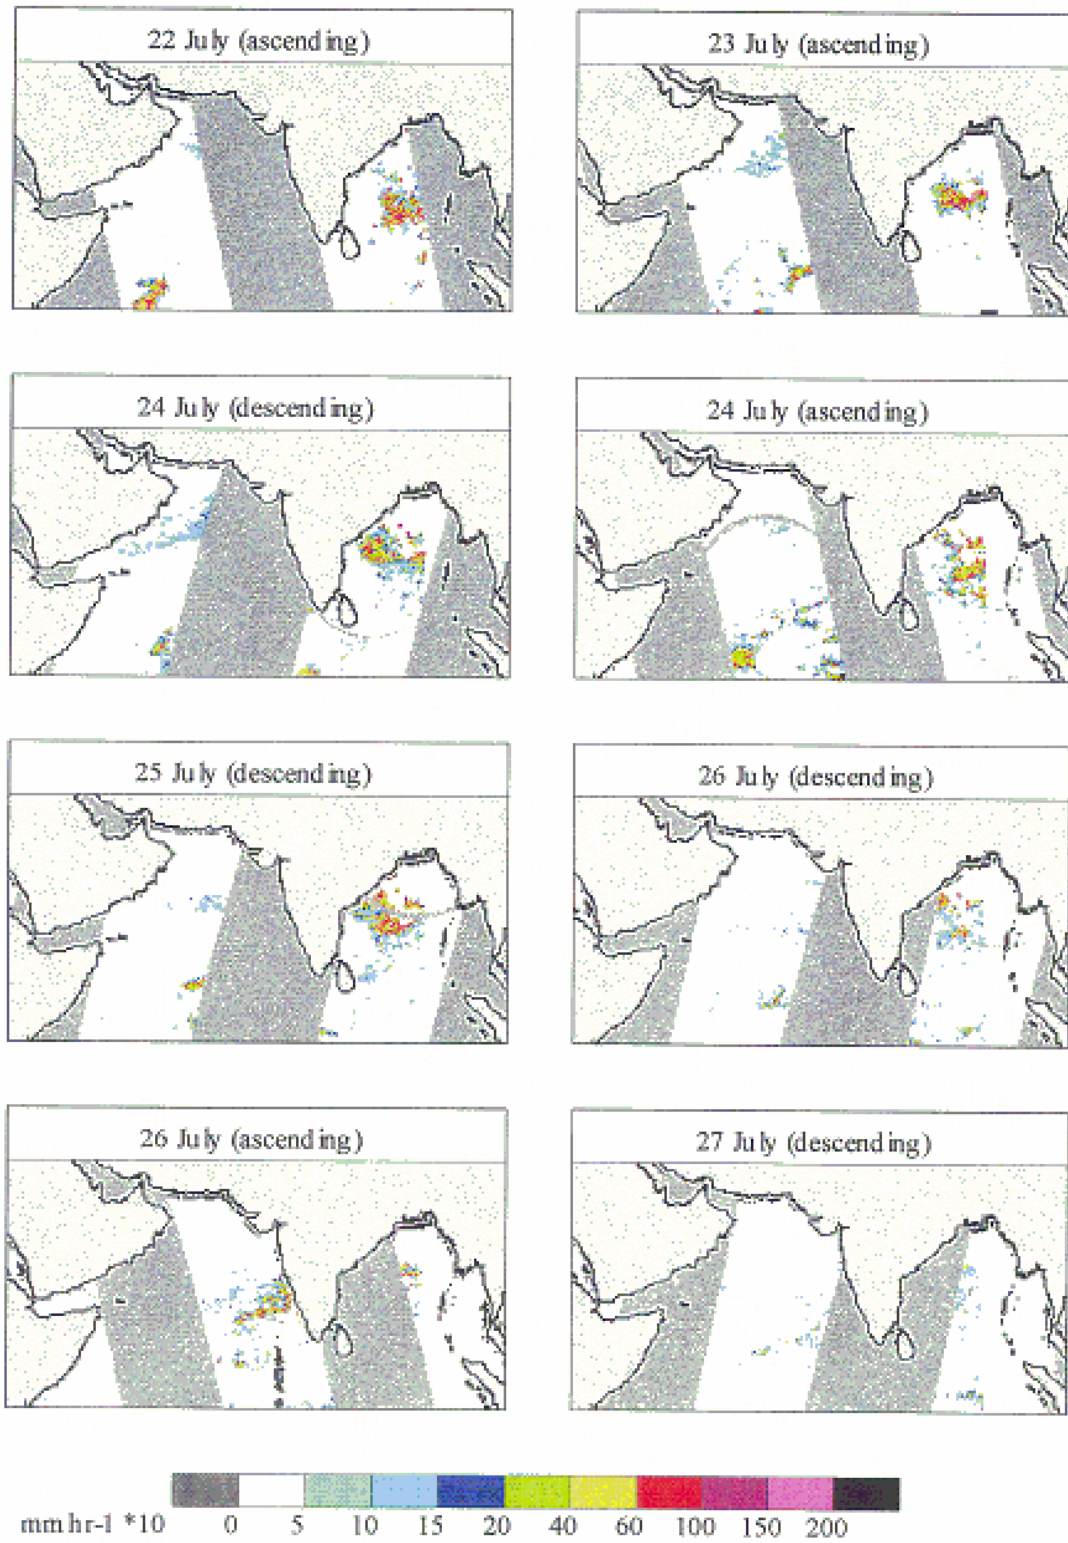 22 July (ascending)
23 July (ascending)
24 July (descending)
24 July (ascending)
25 July (descending)
26 July (descending)
26 July (ascending)
27 July (descending)
mm hr-1 *10 0 5 10 15 20 40 60 100 150 200